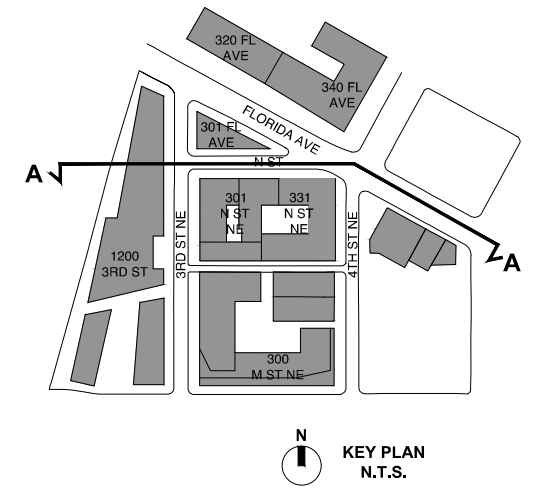 320 FL
AVE
340 FL
AVE
FLORIDA AVE
301 FL
AVE
N ST
A
301
N ST
NE
331
N ST
NE
3RD ST NE
4TH ST NE
1200
3RD ST
A
300
M ST NE
N
KEY PLAN
N.T.S.